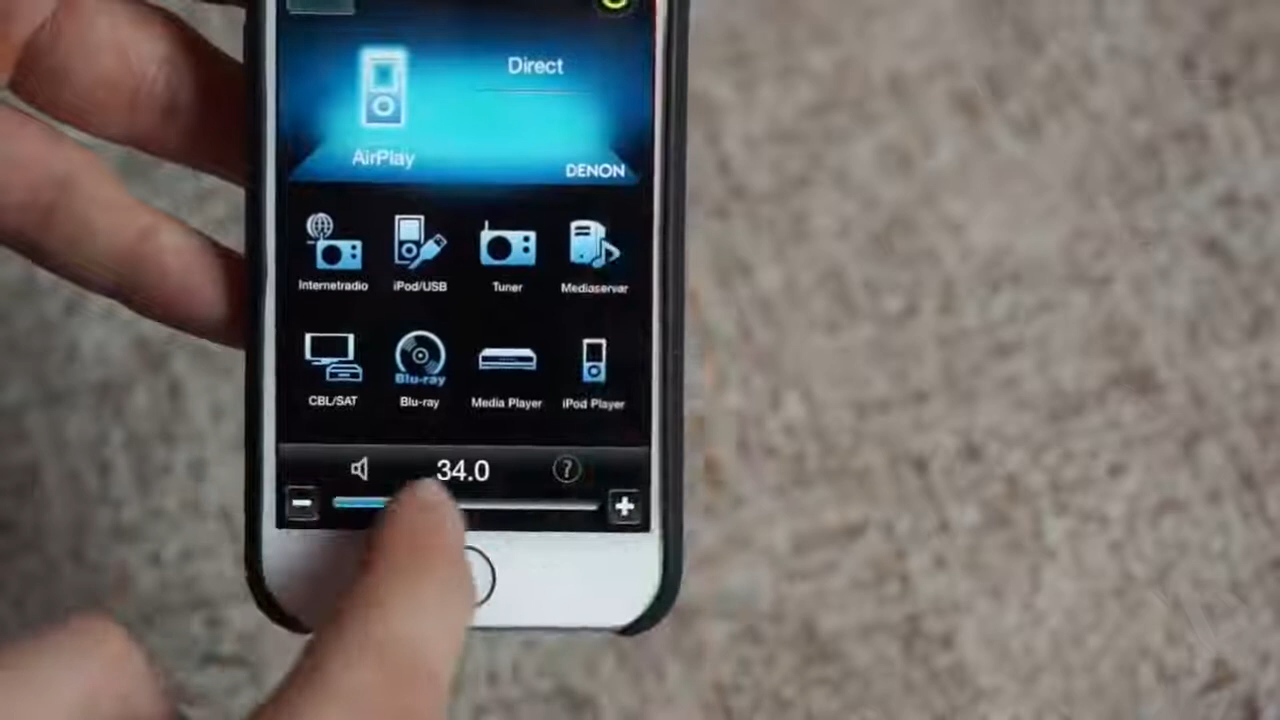 Direct
AirPlay
DENON
Internetradio
iPod/USB
Tuner
Mediaserver
Blu-ray
CBL/SAT
Blu-ray
Media Player
iPod Player
34.0